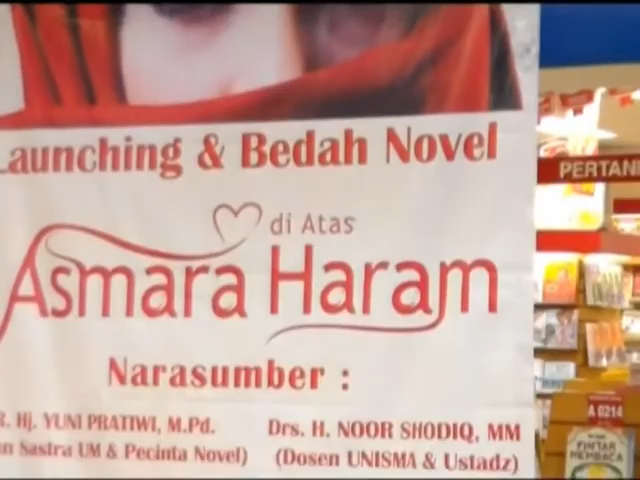 Launching & Bedah Novel
di Atas
Asmara Haram
Narasumber :
R. Hj. YUNI PRATIWI, M.Pd.
Drs. H. NOOR SHODIQ, MM
n Sastra UM & Pecinta Novel)
(Dosen UNISMA & Ustadz)
PERTANI
A 0214
PINTAR
MEMBACA